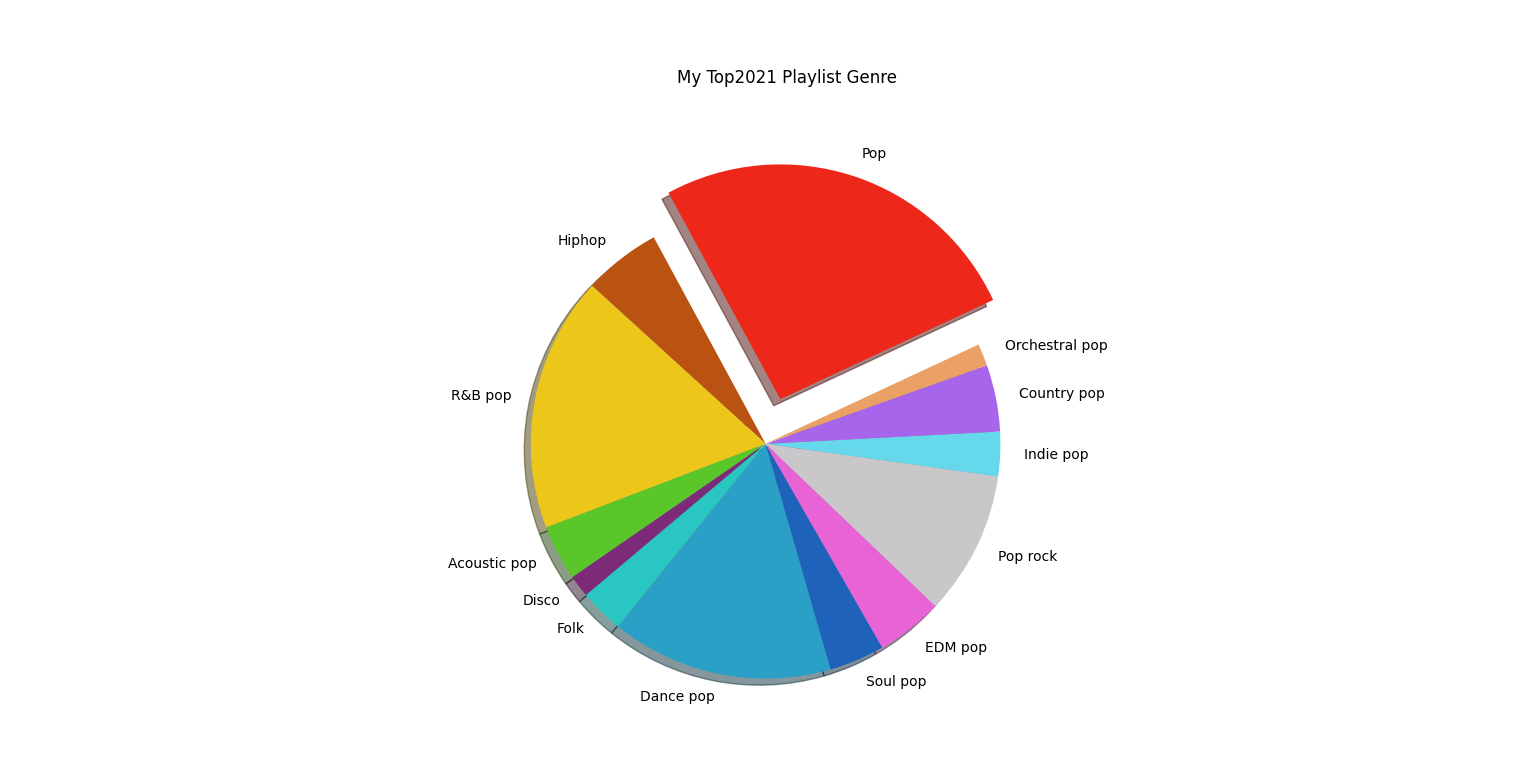 My Top2021 Playlist Genre
Pop
Hiphop
Orchestral pop
Country pop
R&B pop
Indie pop
Pop rock
Acoustic pop
Disco
Folk
EDM pop
Soul pop
Dance pop